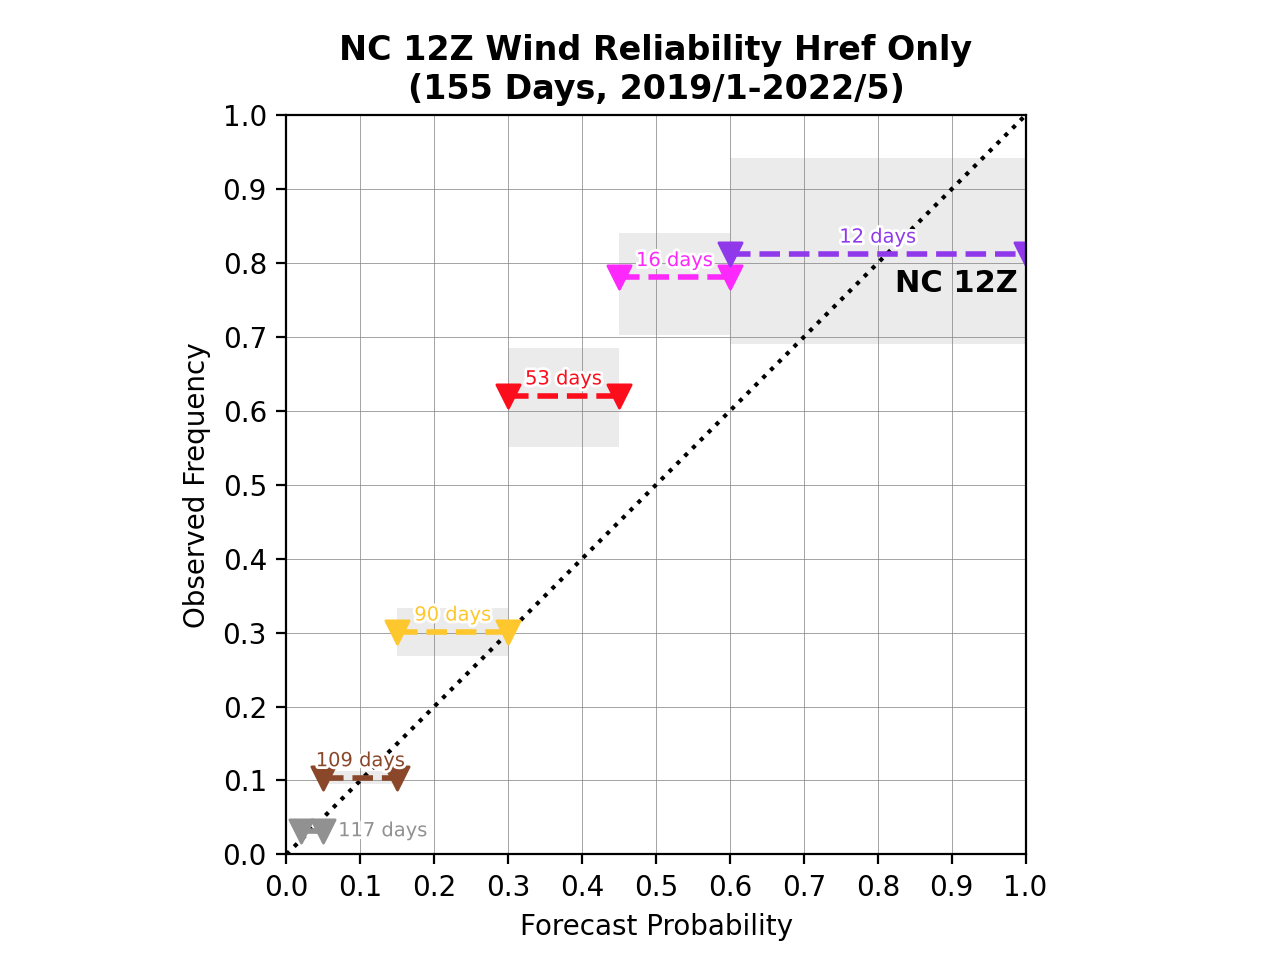 NC 12Z Wind Reliability Href Only
(155 Days, 2019/1-2022/5)
1.0
0.9
0.8
0.7
0.6
0.5
0.4
0.3
0.2
0.1
0.0
Observed Frequency
12 days
16 days
NC 12Z
53 days
90 days
109 days
117 days
0.0 0.1 0.2 0.3 0.4 0.5 0.6 0.7 0.8 0.9 1.0
Forecast Probability